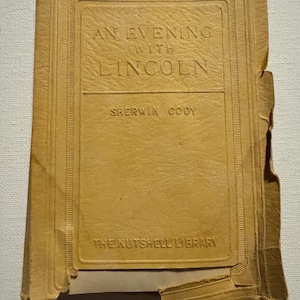 AN EVENING
WITH
LINCOLN
SHERWIN CODY
THE NUTSHELL LIBRARY